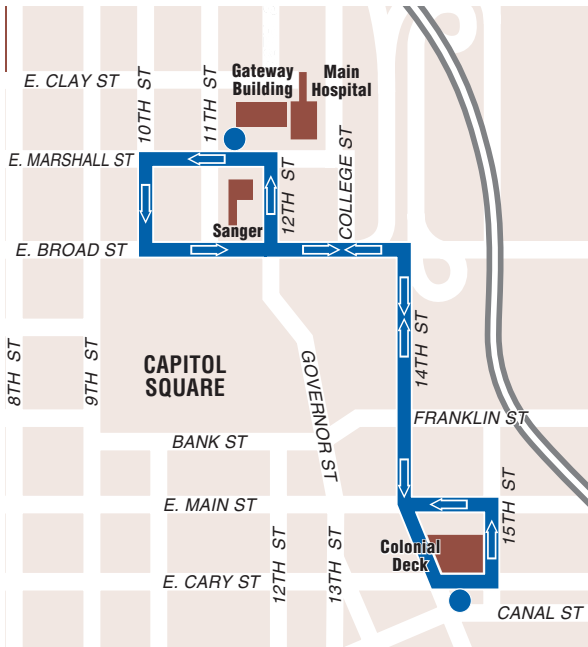 E. CLAY ST
10TH ST
11TH ST
Gateway
Building
Main
Hospital
E. MARSHALL ST
12TH ST
COLLEGE ST
Sanger
E. BROAD ST
8TH ST
9TH ST
CAPITOL
SQUARE
GOVERNOR ST
14TH ST
FRANKLIN ST
BANK ST
E. MAIN ST
15TH ST
Colonial
Deck
E. CARY ST
12TH ST
13TH ST
CANAL ST